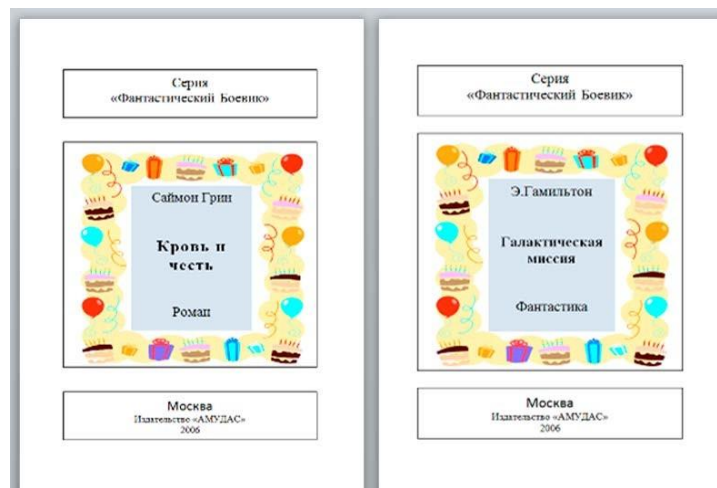 Серия
«Фантастический Боевик»
Саймон Грин
Кровь и
честь
Роман
Москва
Издательство «АМУДАС»
2006
Серия
«Фантастический Боевик»
Э.Гамильтон
Галактическая
миссия
Фантастика
Москва
Издательство «АМУДАС»
2006